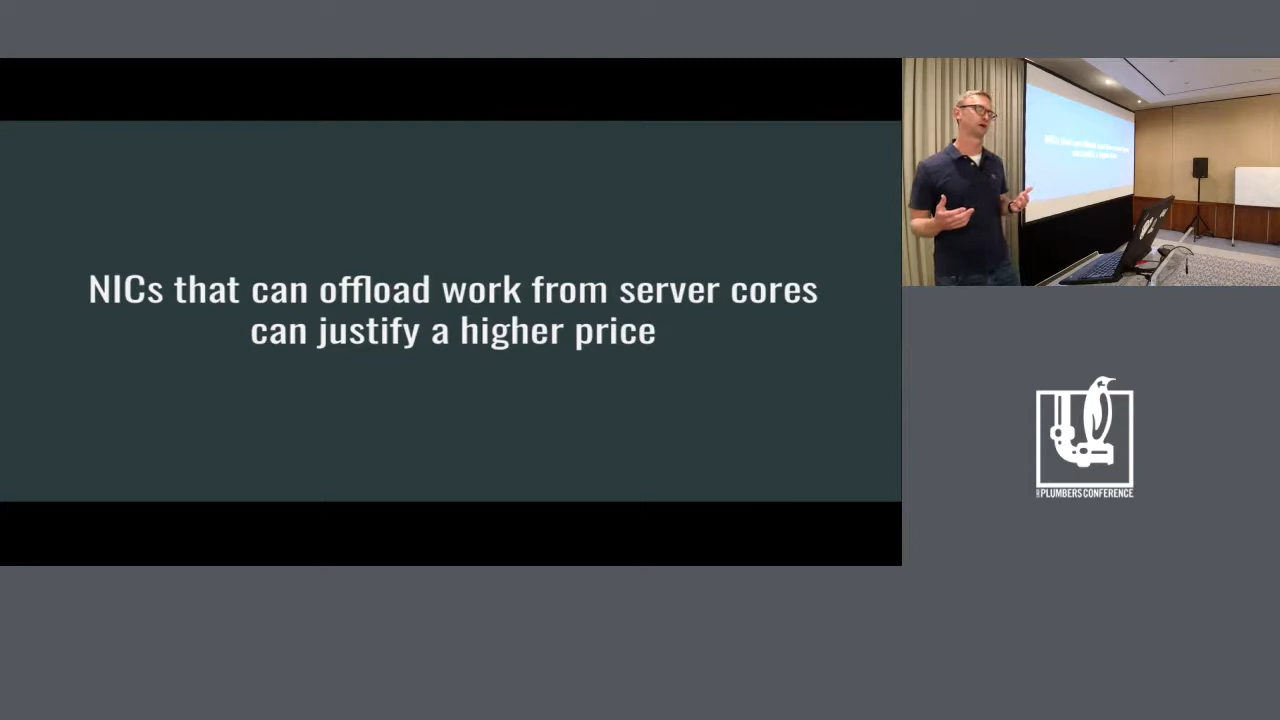 NICs that can offload work from server cores
can justify a higher price
PLUMBERS CONFERENCE